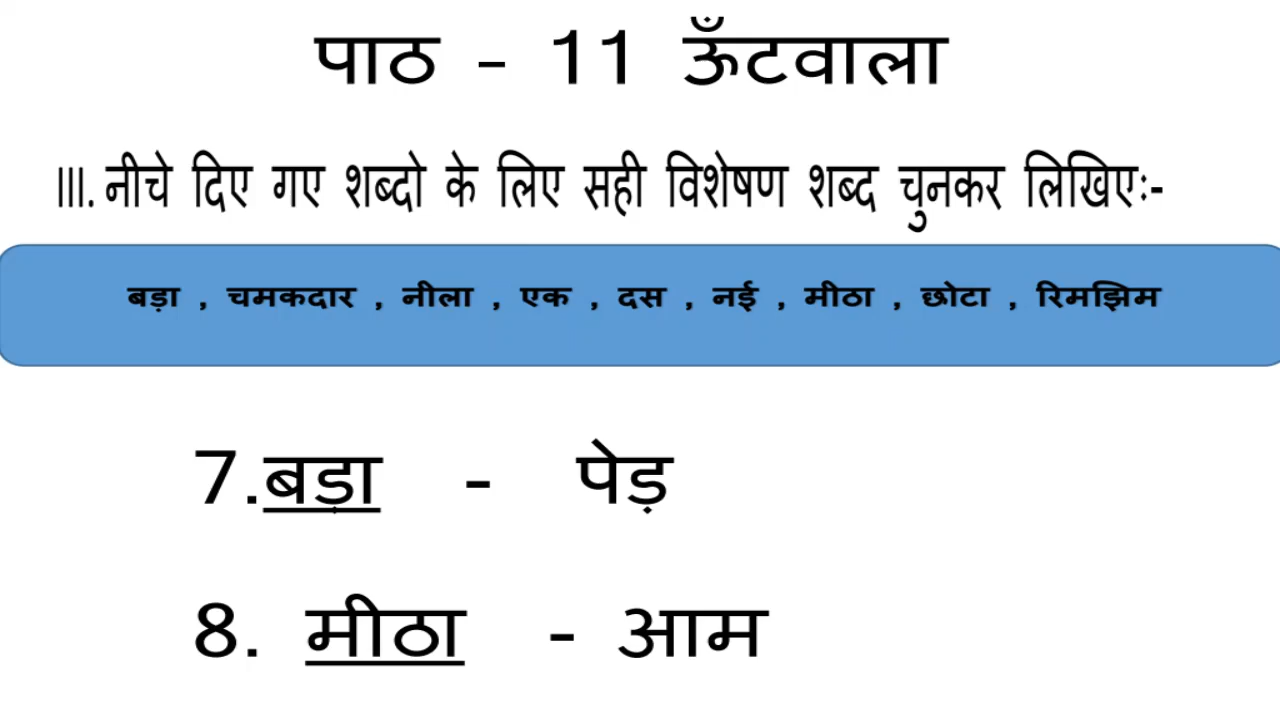 पाठ - 11 ऊँटवाला
III. नीचे दिए गए शब्दो के लिए सही विशेषण शब्द चुनकर लिखिए:-
बड़ा , चमकदार , नीला , एक , दस , नई , मीठा , छोटा , रिमझिम
7.बड़ा - पेड़
8. मीठा - आम